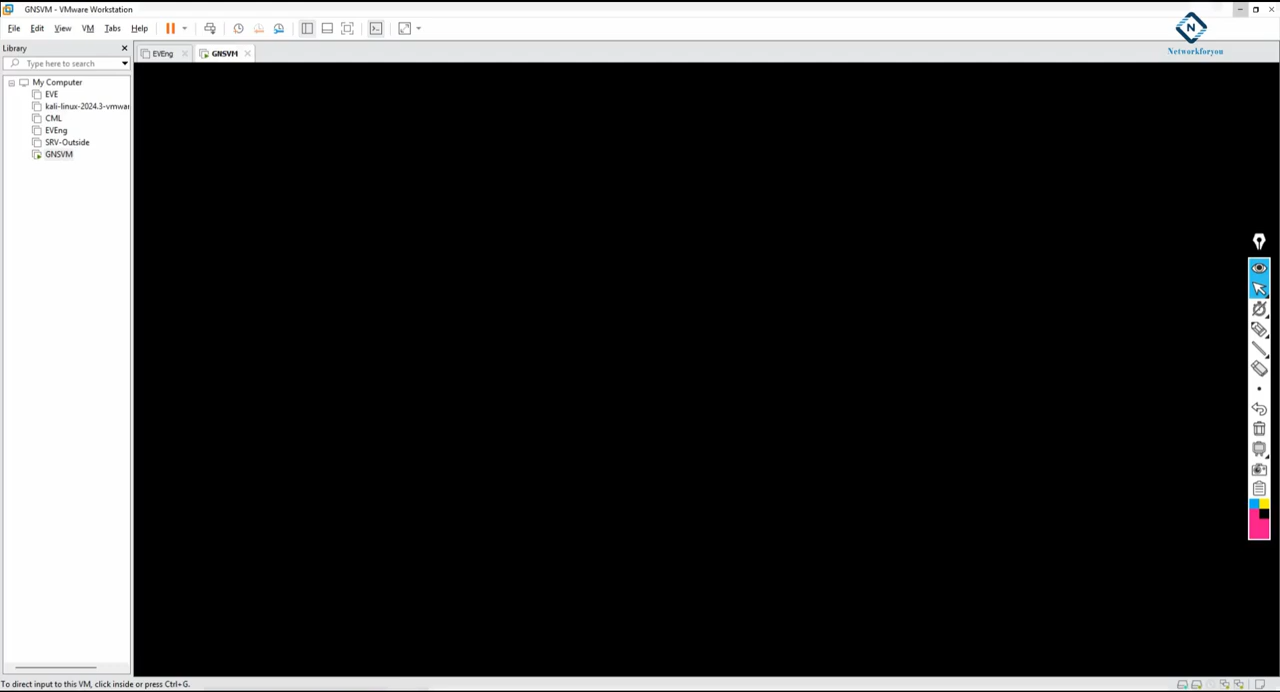 GNSVM - VMware Workstation
File Edit View VM Tabs Help
N
Networkforyou
Library
EVEng
GNSVM
Type here to search
My Computer
EVE
kali-linux-2024.3-vmwar
CML
EVEng
SRV-Outside
GNSVM
To direct input to this VM, click inside or press Ctrl+G.